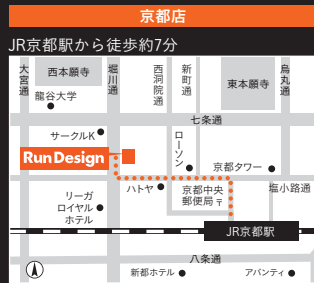 京都店
JR京都駅から徒歩約7分
大宮通
西本願寺
堀川通
西洞院通
新町通
東本願寺
烏丸通
龍谷大学
七条通
サークルK
ローソン
Run Design
京都タワー
ハトヤ
京都中央
郵便局〒
塩小路通
リーガ
ロイヤル
ホテル
JR京都駅
八条通
新都ホテル
アバンティ